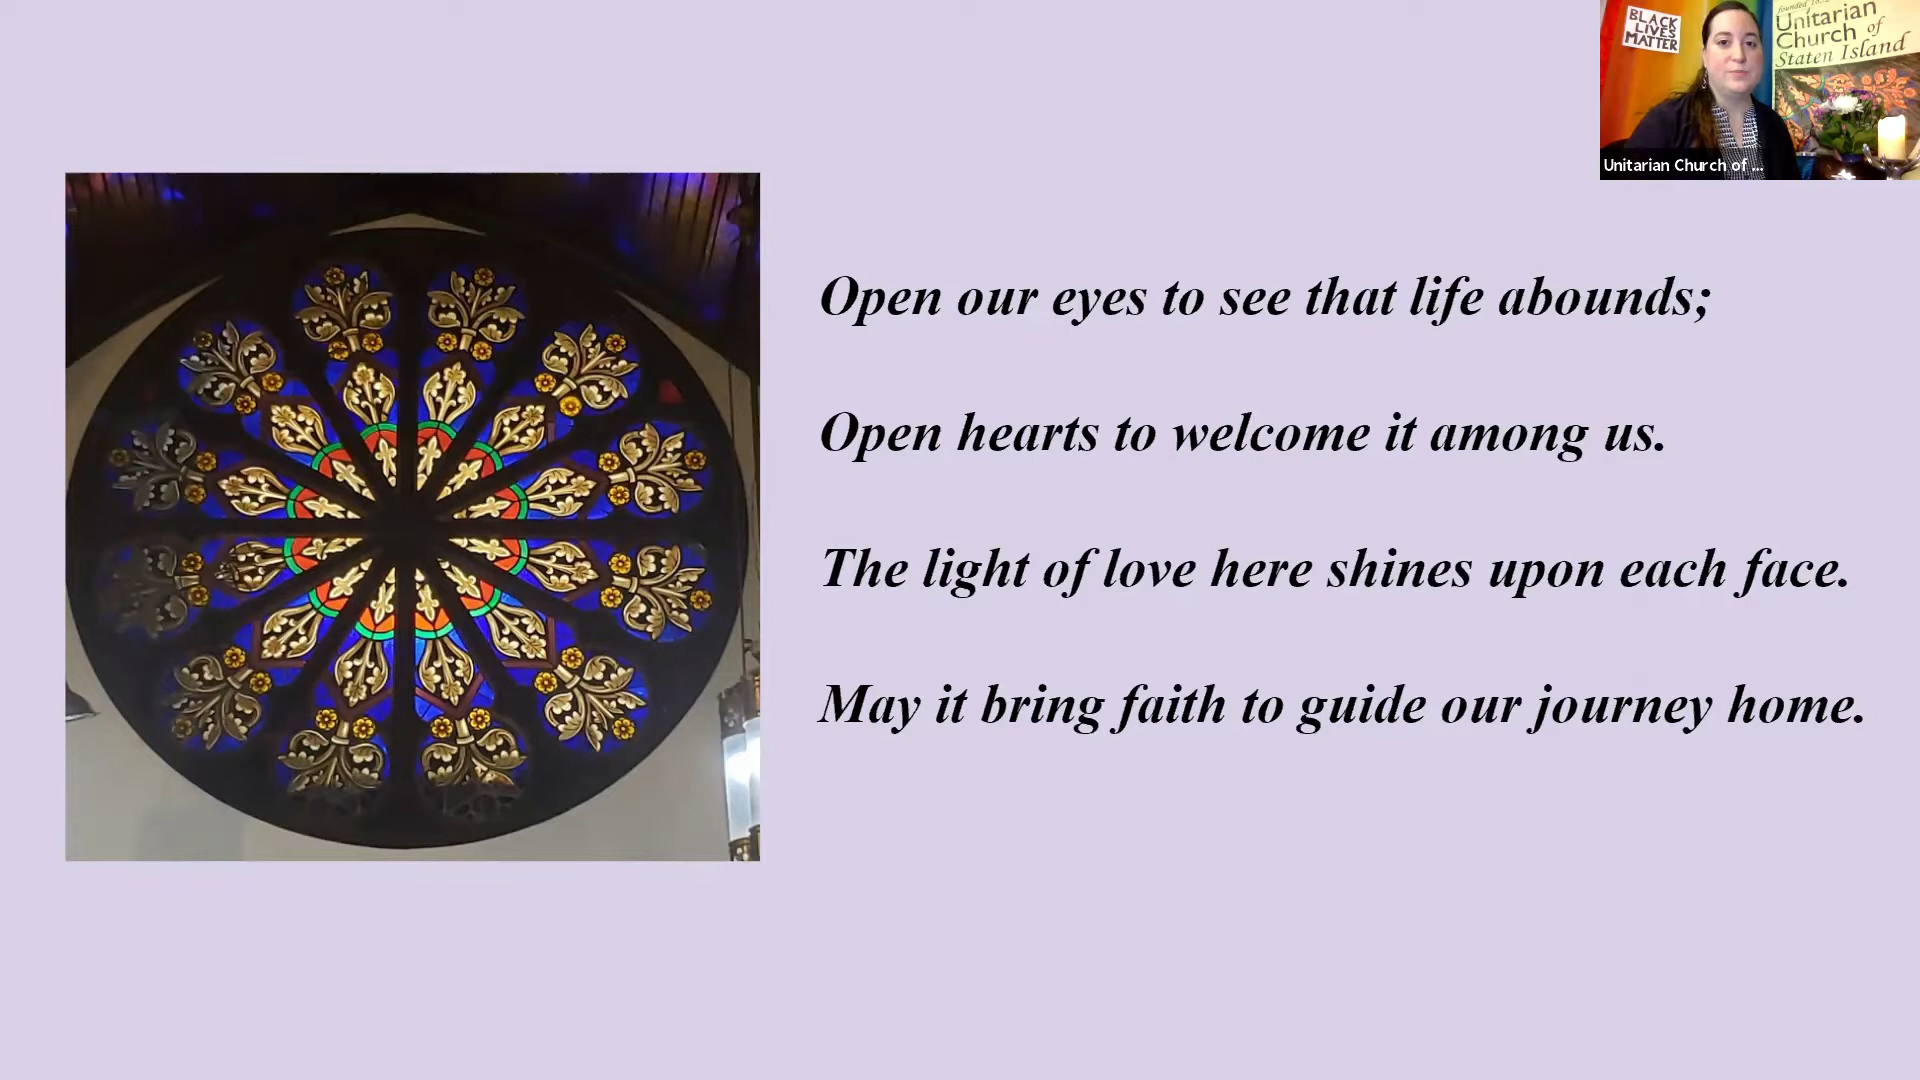 BLACK
LIVES
MATTER
Unitarian
Church of
Staten Island
Unitarian Church of ...
Open our eyes to see that life abounds;
Open hearts to welcome it among us.
The light of love here shines upon each face.
May it bring faith to guide our journey home.